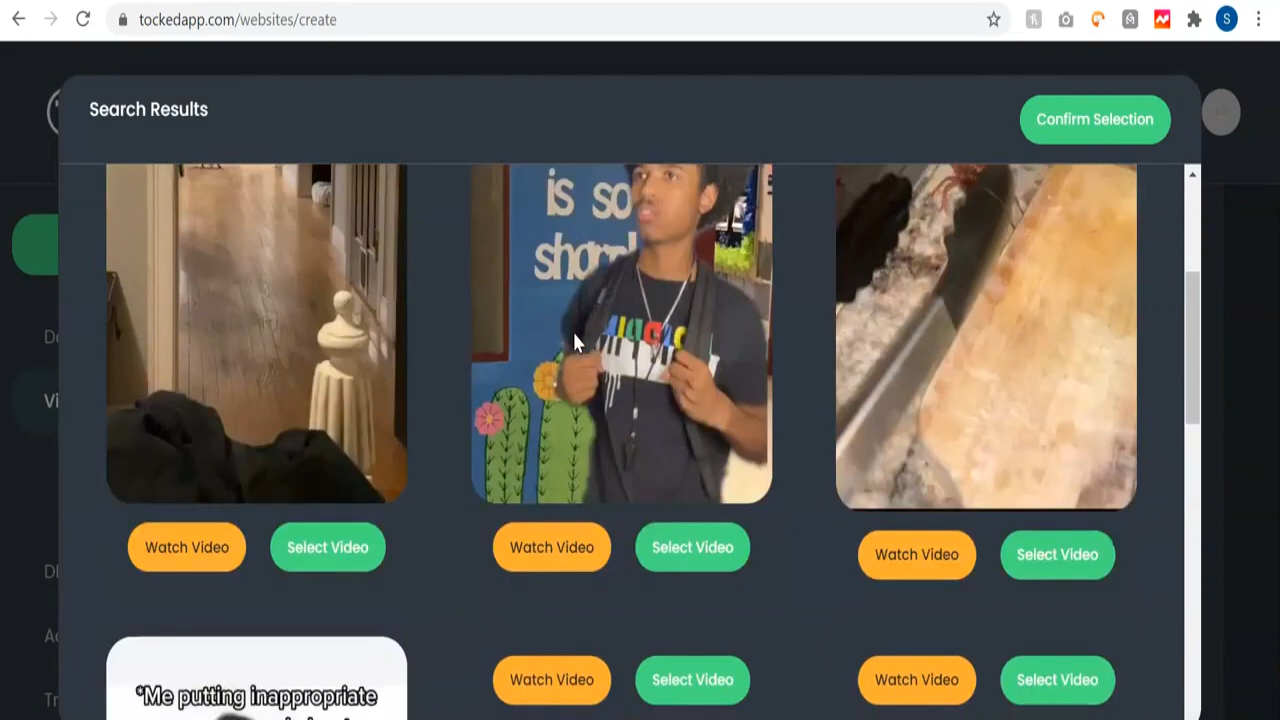 tockedapp.com/websites/create
S
Search Results
Confirm Selection
is so
Watch Video
Select Video
Watch Video
Select Video
Watch Video
Select Video
*Me putting inappropriate
Watch Video
Select Video
Watch Video
Select Video